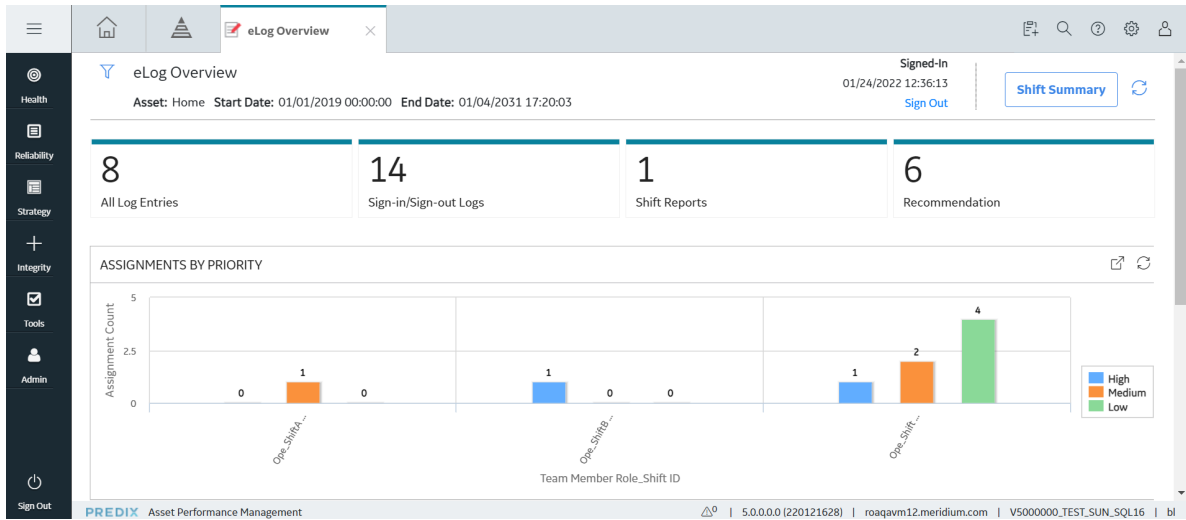 eLog Overview
Health
Reliability
Strategy
Integrity
Tools
Admin
Sign Out
eLog Overview
Asset: Home Start Date: 01/01/2019 00:00:00 End Date: 01/04/2031 17:20:03
Signed-In
01/24/2022 12:36:13
Sign Out
Shift Summary
8
All Log Entries
14
Sign-in/Sign-out Logs
1
Shift Reports
6
Recommendation
ASSIGNMENTS BY PRIORITY
Assignment Count
5
2.5
0
0
1
0
1
0
0
1
2
4
Ope_ShiftA ...
Ope_ShiftB ...
Ope_Shift ...
Team Member Role_Shift ID
High
Medium
Low
PREDIX Asset Performance Management
0 | 5.0.0.0.0 (220121628) | roaqavm12.meridium.com | V5000000_TEST_SUN_SQL16 | bl